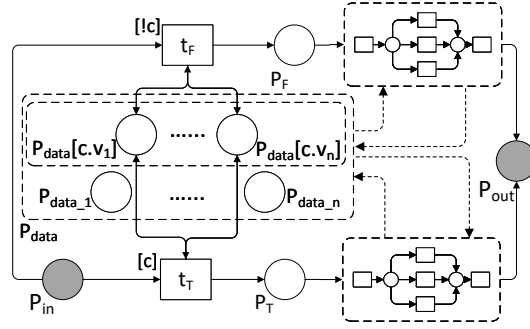 [!c]
t_F
P_F
P_data[c.v_1]
......
P_data[c.v_n]
P_data_1
......
P_data_n
P_data
P_out
[c]
t_T
P_in
P_T